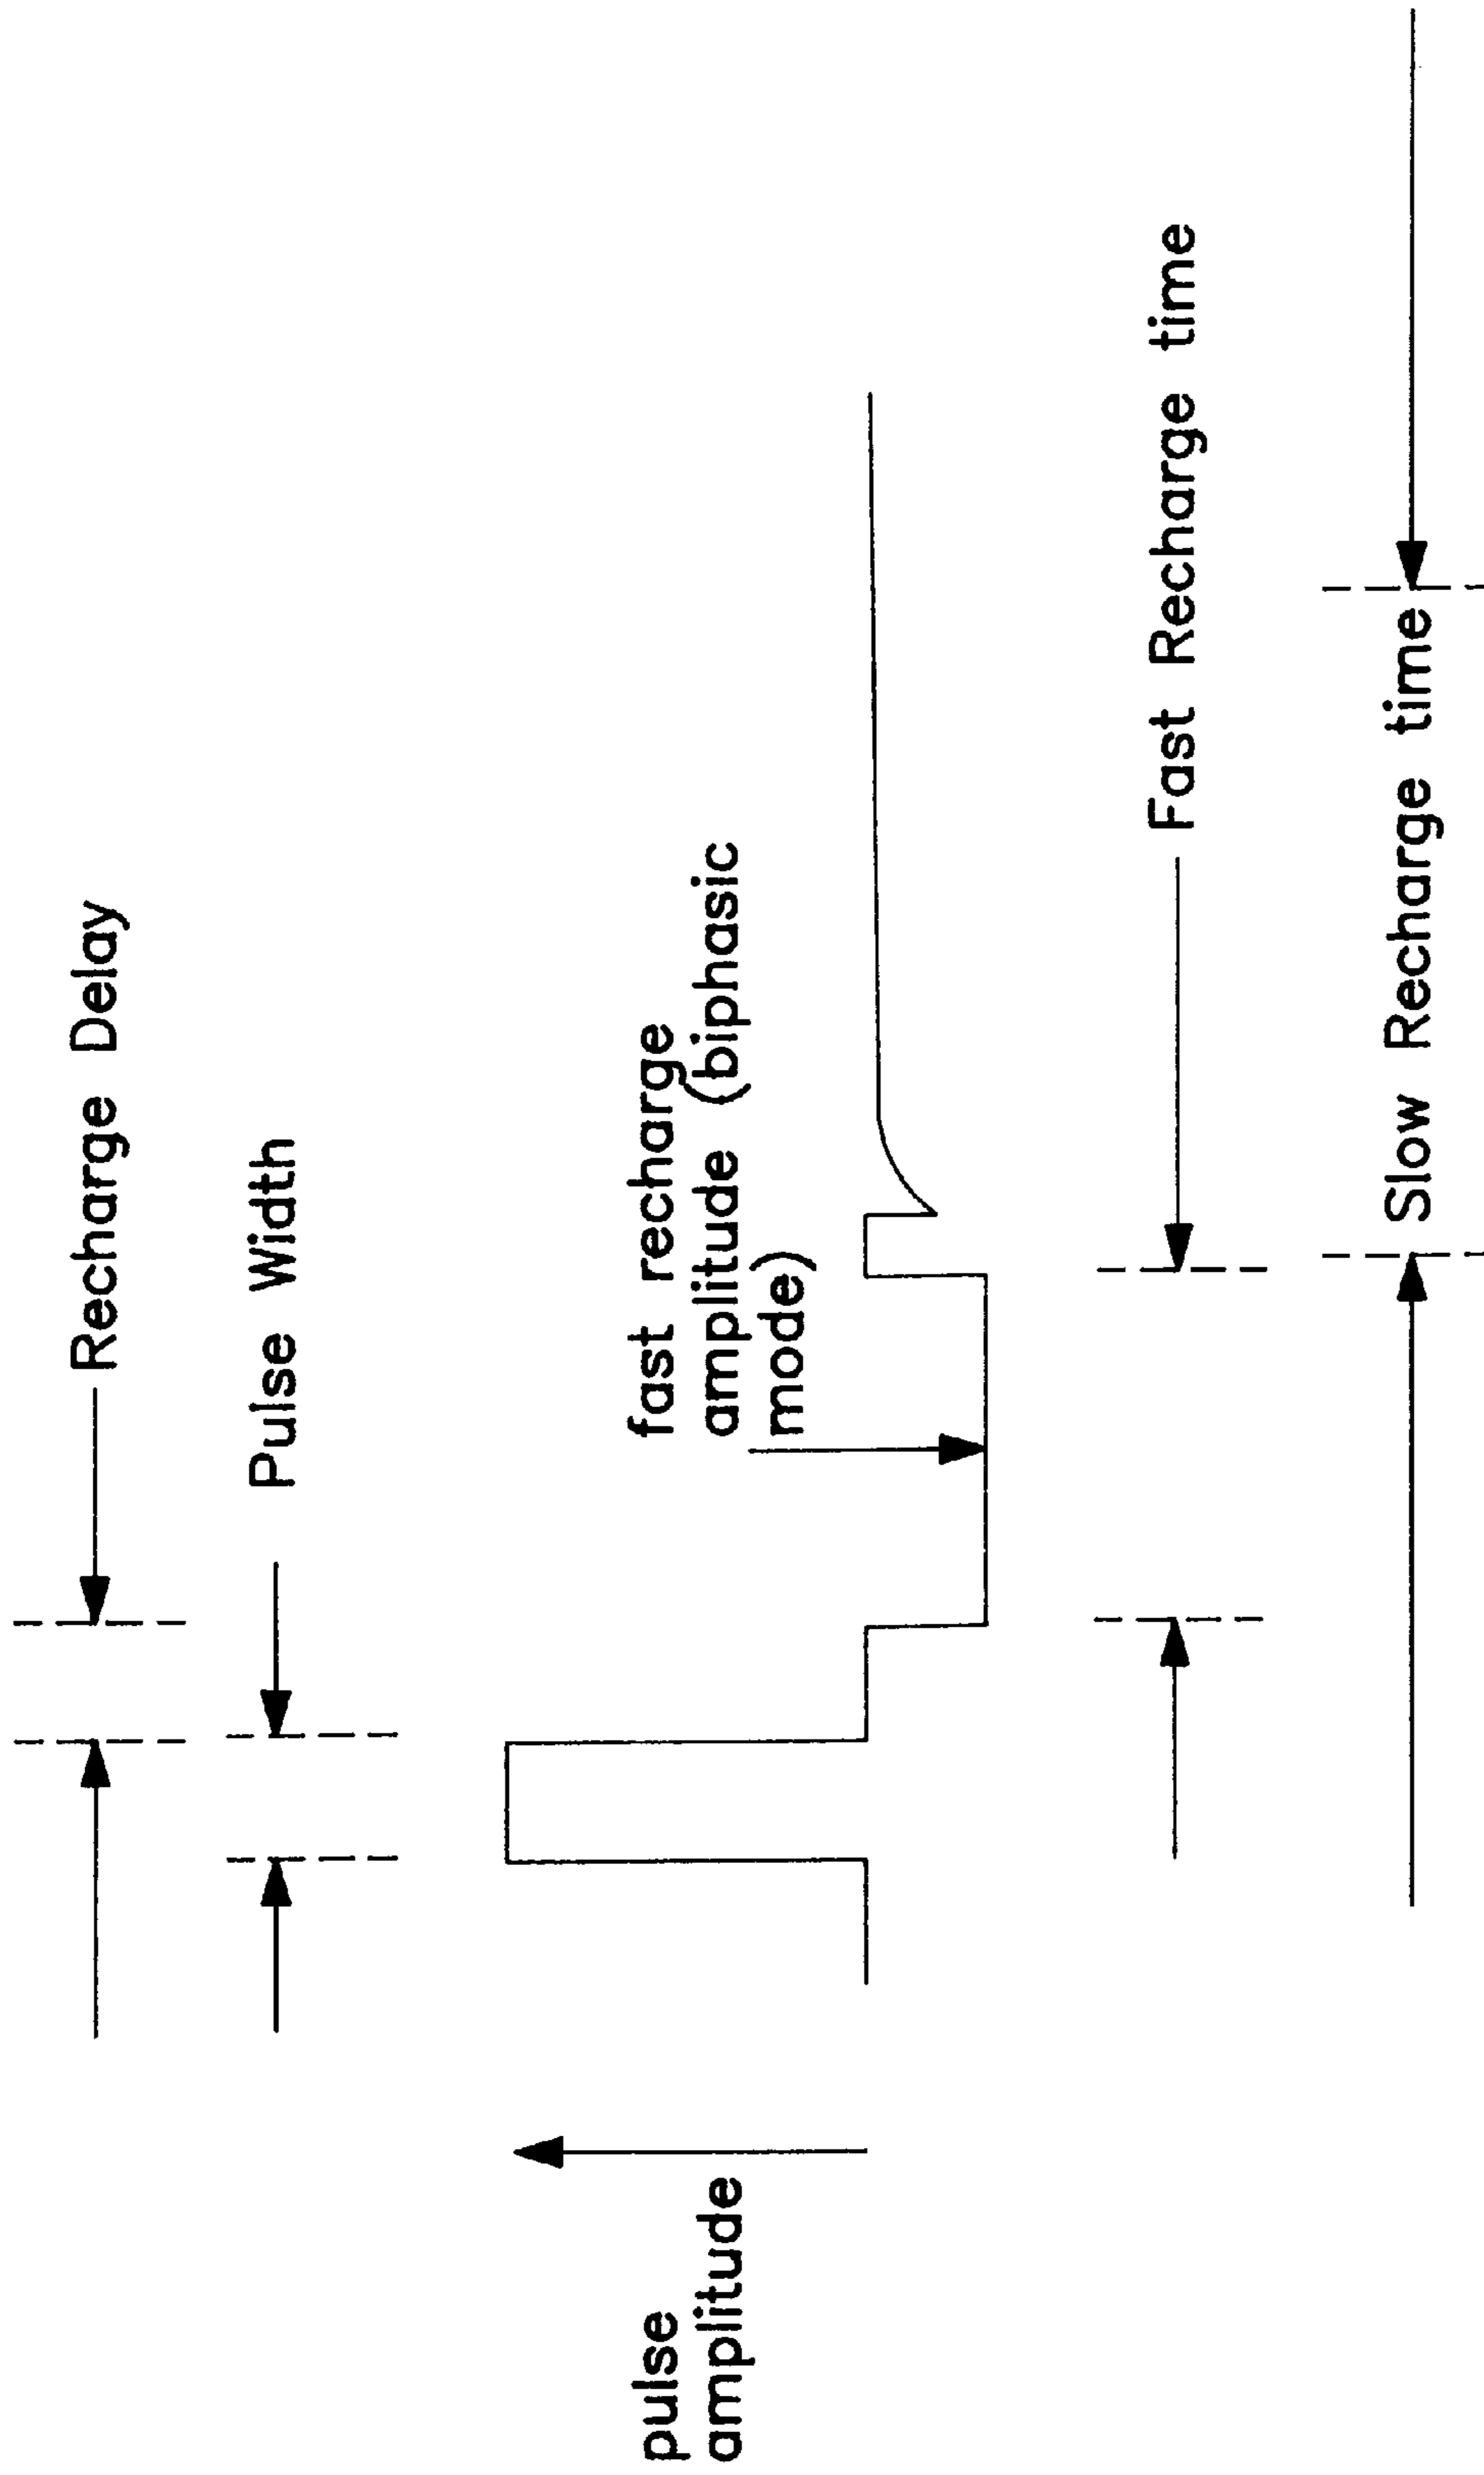 Recharge Delay
Pulse Width
pulse
amplitude
fast recharge
amplitude (biphasic
mode)
Fast Recharge time
Slow Recharge time